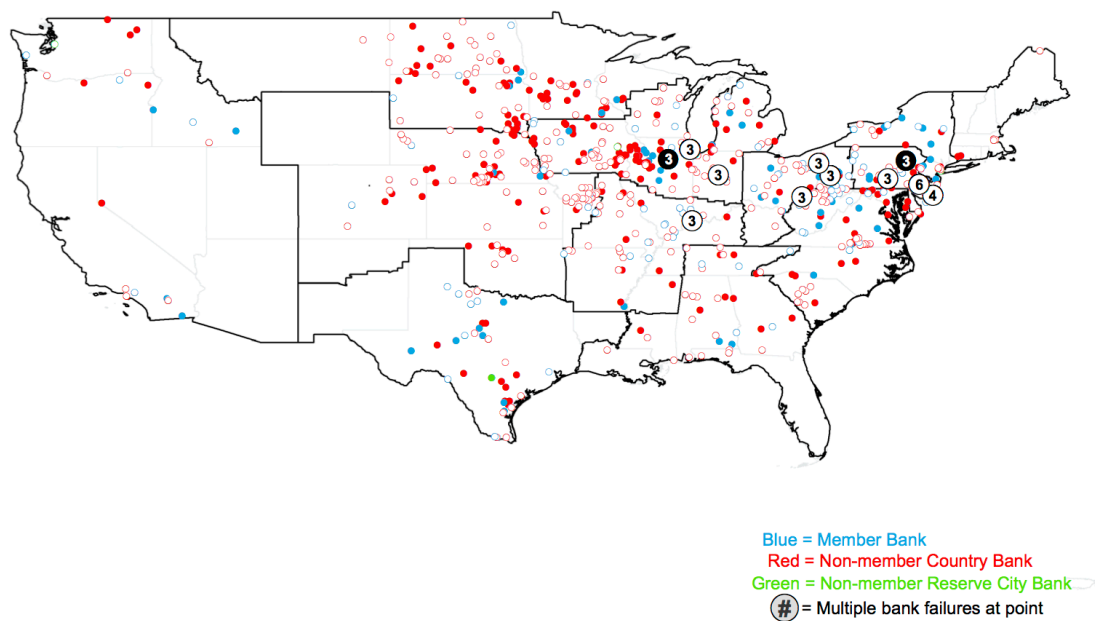 3
3
3
3
3
3
3
6
4
3
3
Blue = Member Bank
Red = Non-member Country Bank
Green = Non-member Reserve City Bank
# = Multiple bank failures at point